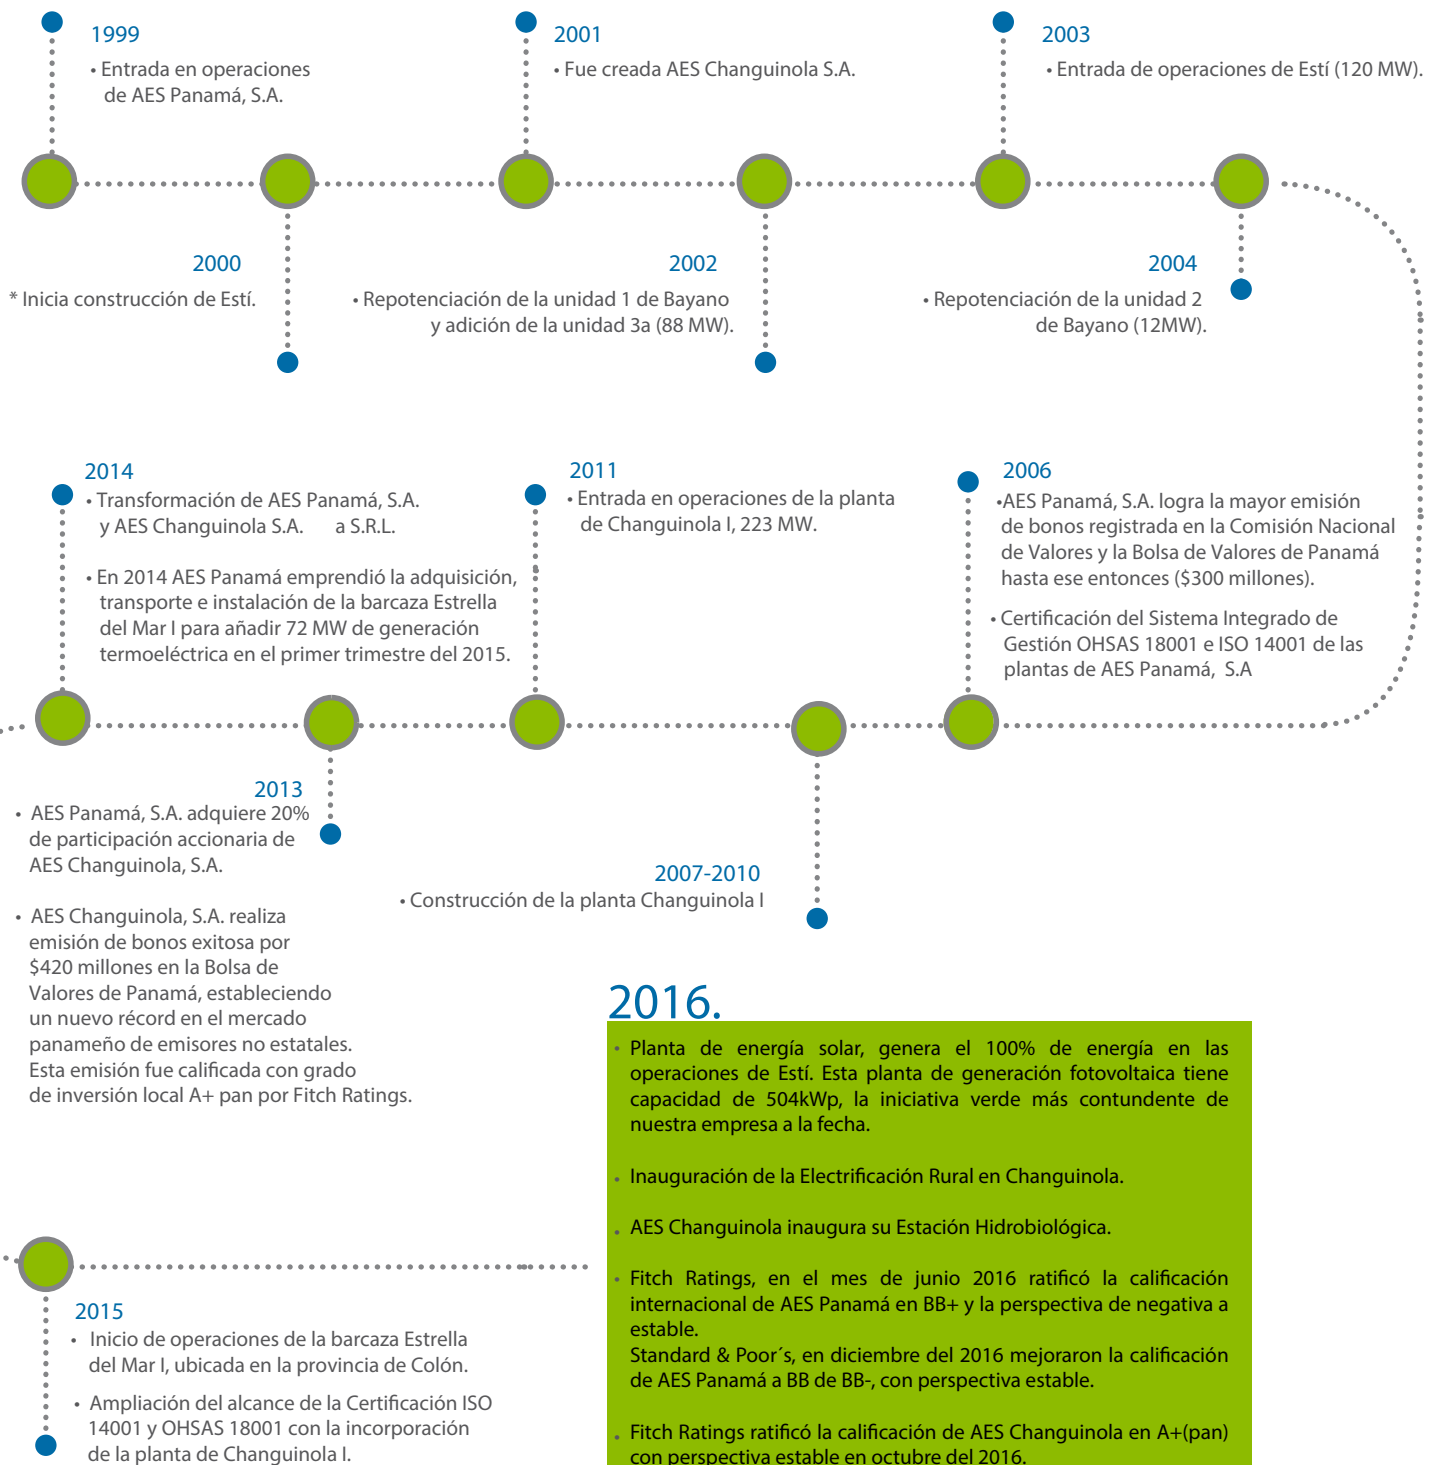 1999
• Entrada en operaciones
de AES Panamá, S.A.
2001
• Fue creada AES Changuinola S.A.
2003
• Entrada de operaciones de Estí (120 MW).
2000
* Inicia construcción de Estí.
2002
• Repotenciación de la unidad 1 de Bayano
y adición de la unidad 3a (88 MW).
2004
• Repotenciación de la unidad 2
de Bayano (12MW).
2006
•AES Panamá, S.A. logra la mayor emisión
de bonos registrada en la Comisión Nacional
de Valores y la Bolsa de Valores de Panamá
hasta ese entonces ($300 millones).
• Certificación del Sistema Integrado de
Gestión OHSAS 18001 e ISO 14001 de las
plantas de AES Panamá, S.A
2007-2010
• Construcción de la planta Changuinola I
2011
• Entrada en operaciones de la planta
de Changuinola I, 223 MW.
2013
• AES Panamá, S.A. adquiere 20%
de participación accionaria de
AES Changuinola, S.A.
• AES Changuinola, S.A. realiza
emisión de bonos exitosa por
$420 millones en la Bolsa de
Valores de Panamá, estableciendo
un nuevo récord en el mercado
panameño de emisores no estatales.
Esta emisión fue calificada con grado
de inversión local A+ pan por Fitch Ratings.
2014
• Transformación de AES Panamá, S.A.
y AES Changuinola S.A. a S.R.L.
• En 2014 AES Panamá emprendió la adquisición,
transporte e instalación de la barcaza Estrella
del Mar I para añadir 72 MW de generación
termoeléctrica en el primer trimestre del 2015.
2015
• Inicio de operaciones de la barcaza Estrella
del Mar I, ubicada en la provincia de Colón.
• Ampliación del alcance de la Certificación ISO
14001 y OHSAS 18001 con la incorporación
de la planta de Changuinola I.
2016.
• Planta de energía solar, genera el 100% de energía en las
operaciones de Estí. Esta planta de generación fotovoltaica tiene
capacidad de 504kWp, la iniciativa verde más contundente de
nuestra empresa a la fecha.
• Inauguración de la Electrificación Rural en Changuinola.
• AES Changuinola inaugura su Estación Hidrobiológica.
• Fitch Ratings, en el mes de junio 2016 ratificó la calificación
internacional de AES Panamá en BB+ y la perspectiva de negativa a
estable.
Standard & Poor´s, en diciembre del 2016 mejoraron la calificación
de AES Panamá a BB de BB-, con perspectiva estable.
• Fitch Ratings ratificó la calificación de AES Changuinola en A+(pan)
con perspectiva estable en octubre del 2016.